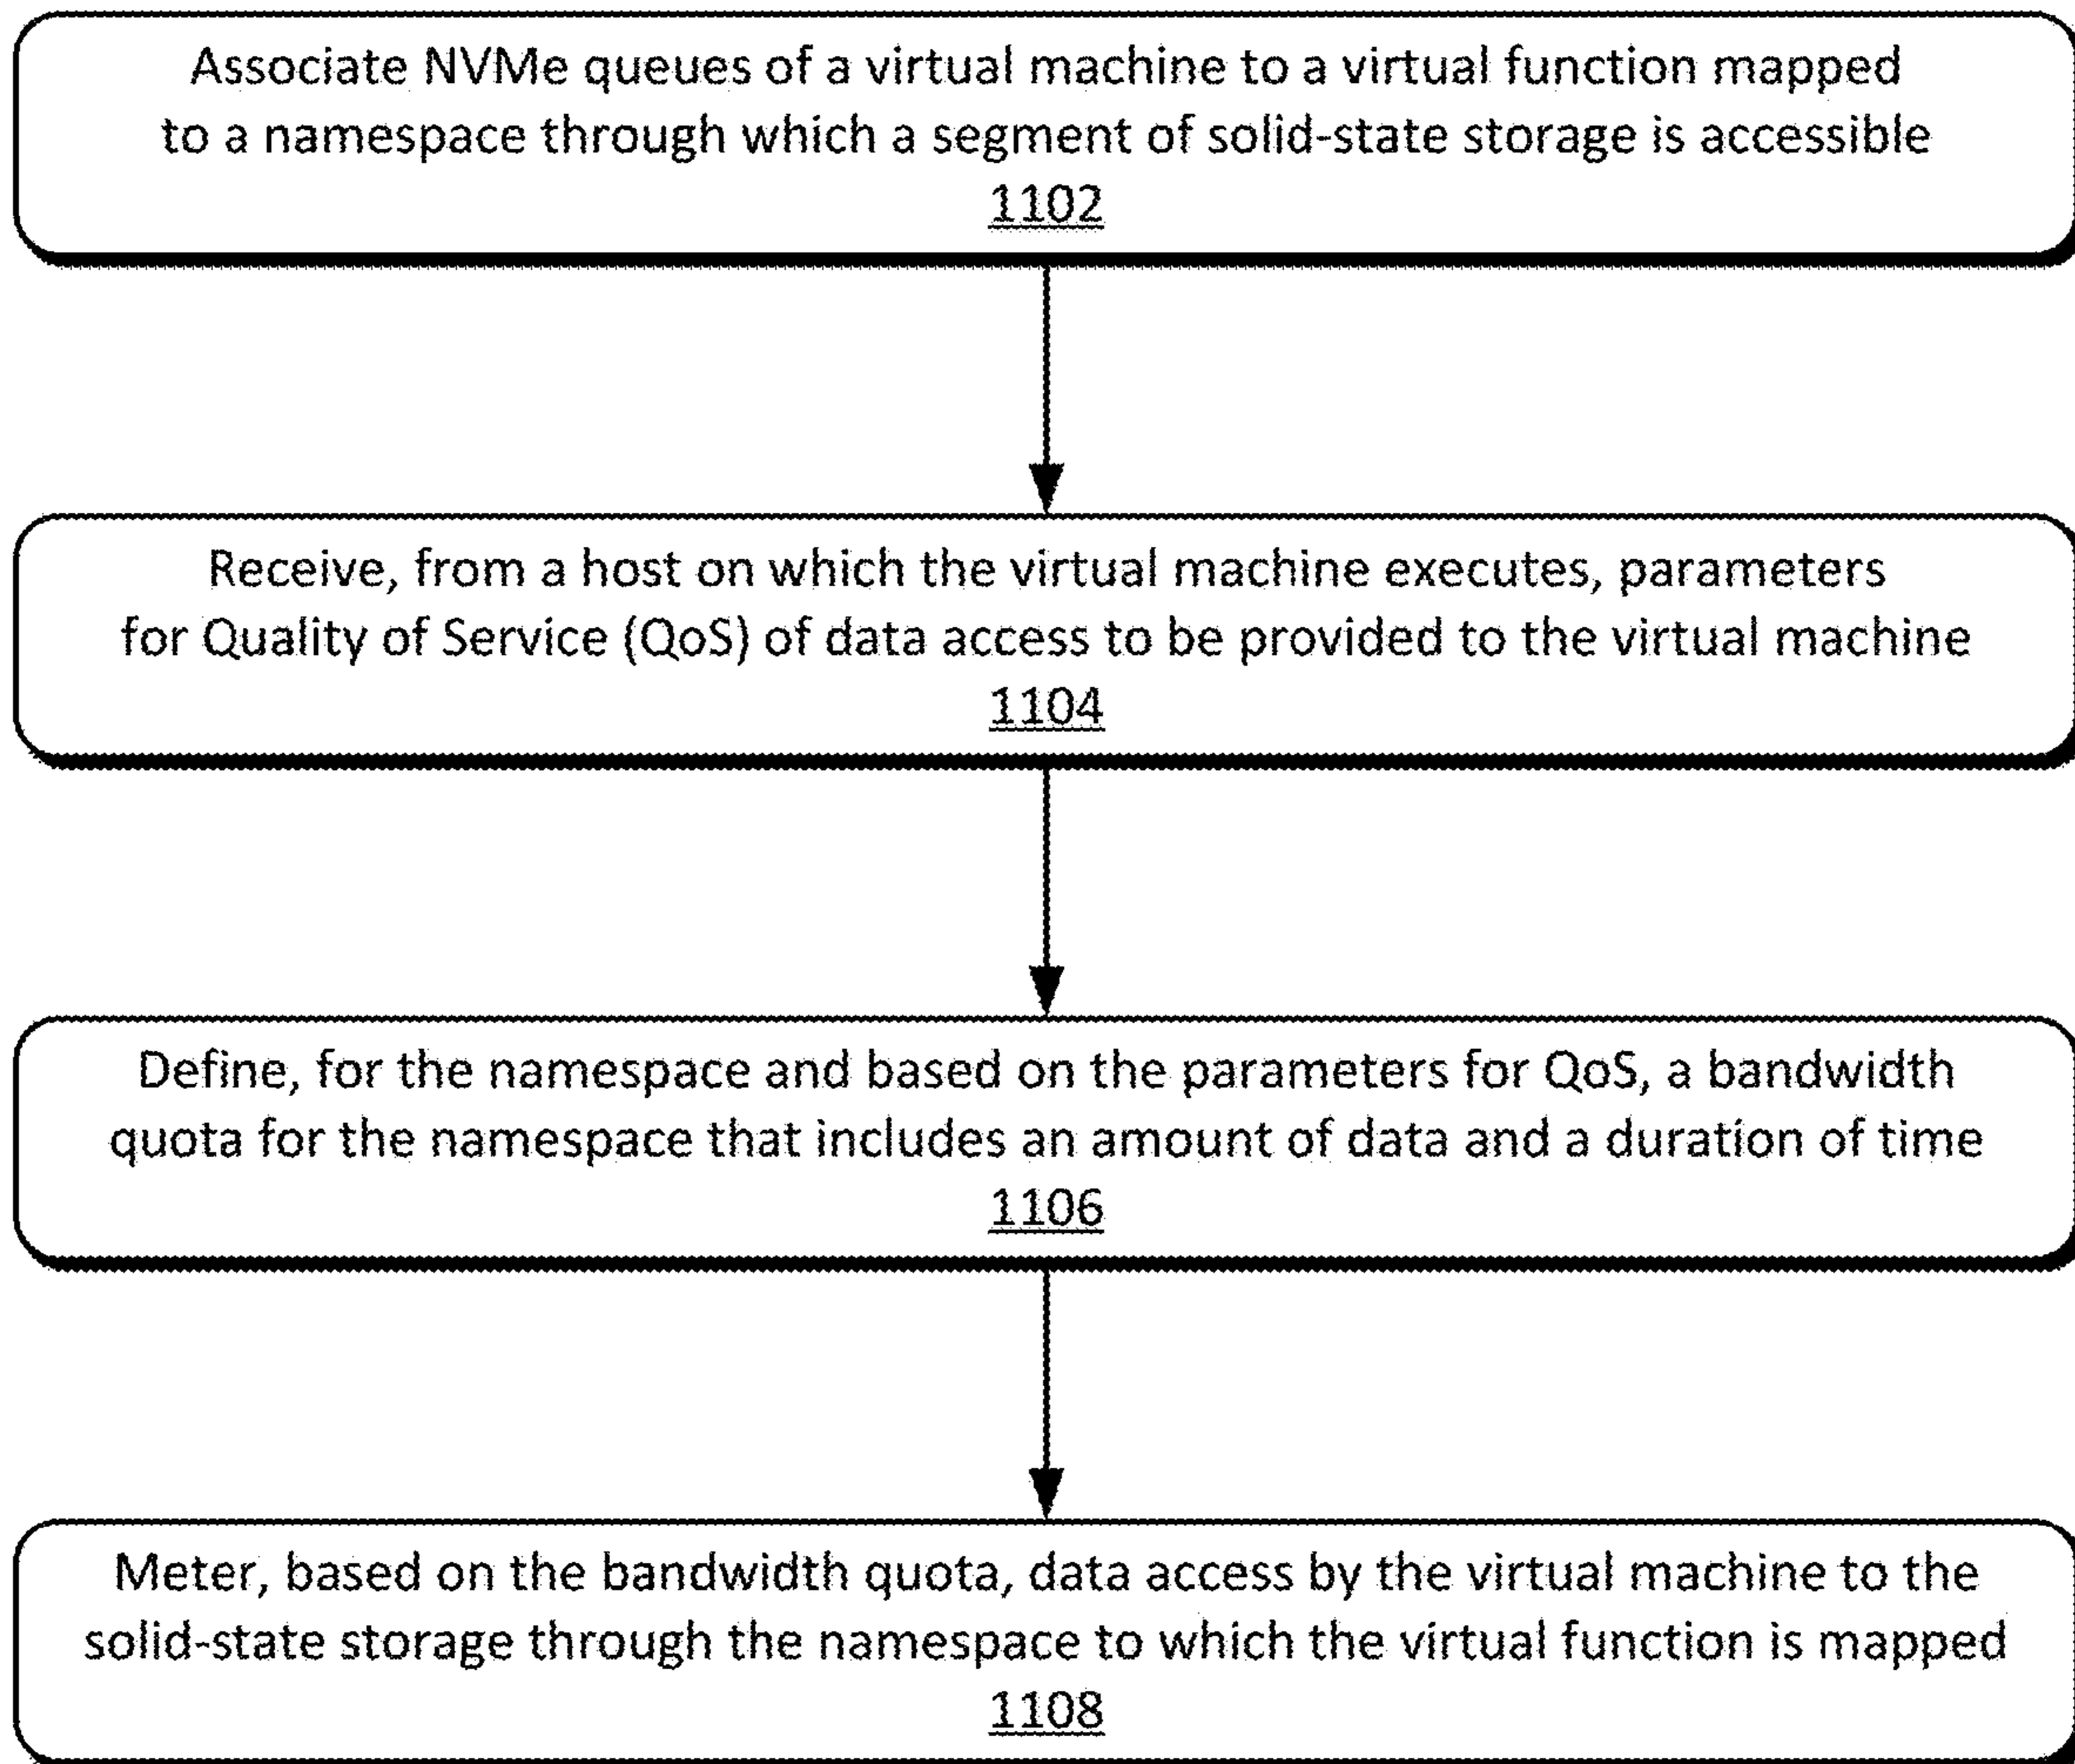 Associate NVMe queues of a virtual machine to a virtual function mapped
to a namespace through which a segment of solid-state storage is accessible
1102
Receive, from a host on which the virtual machine executes, parameters
for Quality of Service (QoS) of data access to be provided to the virtual machine
1104
Define, for the namespace and based on the parameters for QoS, a bandwidth
quota for the namespace that includes an amount of data and a duration of time
1106
Meter, based on the bandwidth quota, data access by the virtual machine to the
solid-state storage through the namespace to which the virtual function is mapped
1108